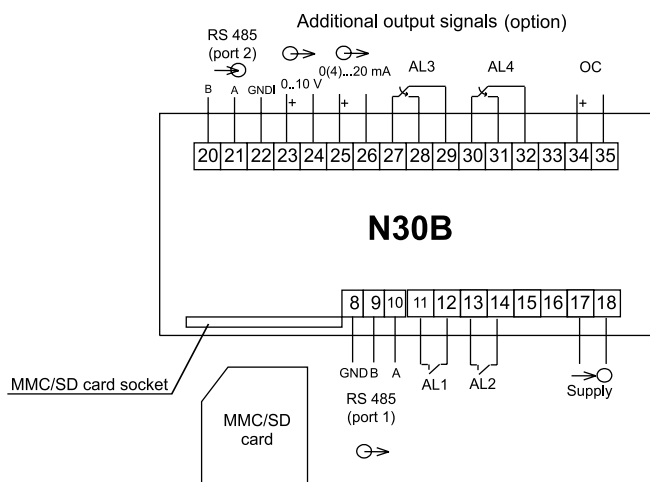 Additional output signals (option)
RS 485
(port 2)
0..10 V
0(4)...20 mA
AL3
AL4
OC
B
A
GNDI
+
+
+
20 21 22 23 24 25 26 27 28 29 30 31 32 33 34 35
N30B
8 9 10 11 12 13 14 15 16 17 18
GND B A
AL1
AL2
Supply
RS 485
(port 1)
MMC/SD card socket
MMC/SD
card